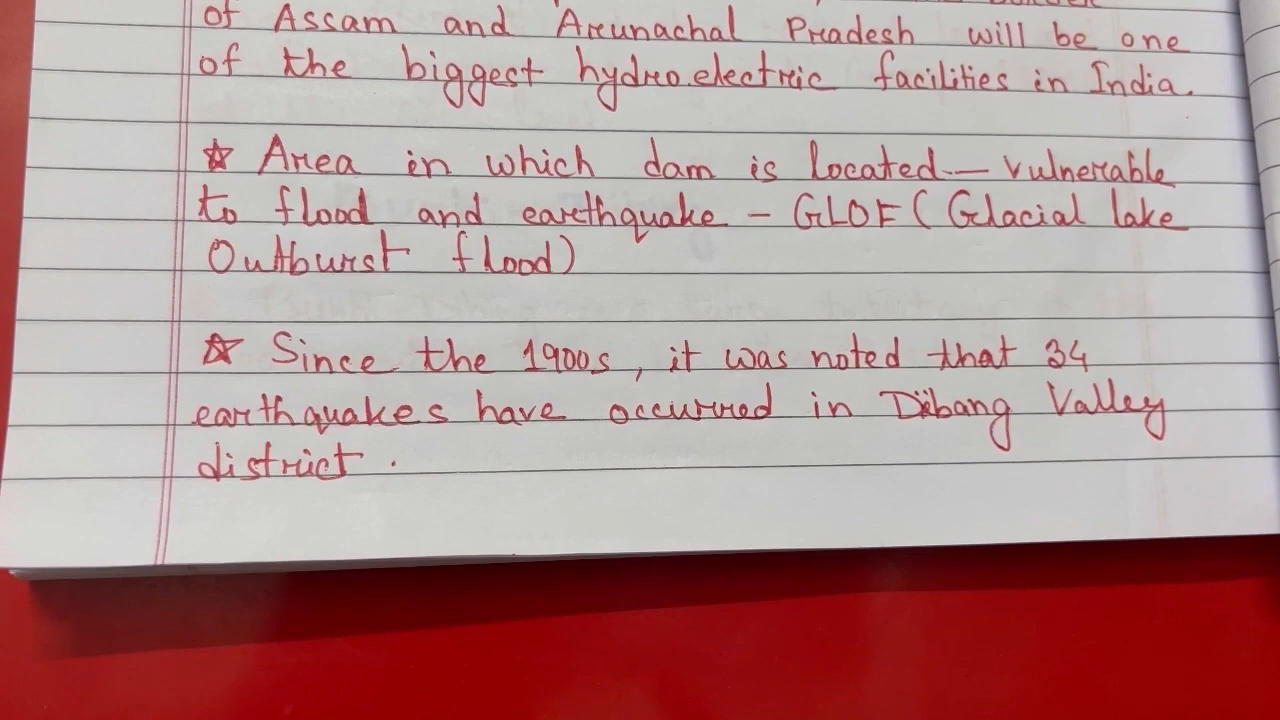 of Assam and Arunachal Pradesh will be one
of the biggest hydroelectric facilities in India.
☆ Area in which dam is located — vulnerable
to flood and earthquake - GLOF (Glacial lake
Outburst flood)
☆ Since the 1900s, it was noted that 34
earthquakes have occurred in Dibang Valley
district.